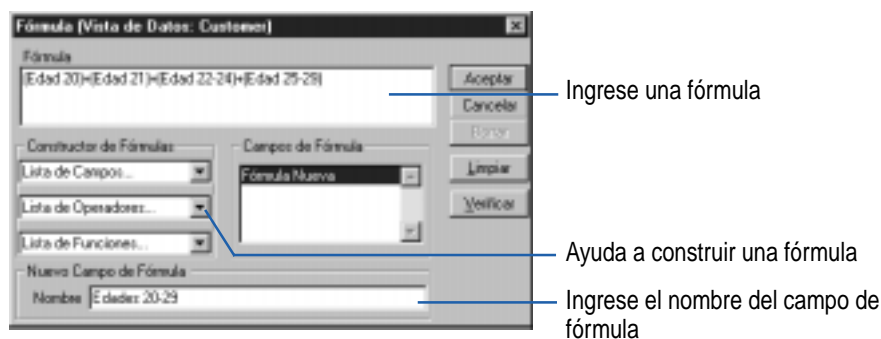 Fórmula (Vista de Datos: Customer)
Fórmula
(Edad 20)+(Edad 21)+(Edad 22-24)+(Edad 25-29)
Aceptar
Cancelar
Borrar
Limpiar
Verificar
Constructor de Fórmulas
Lista de Campos...
Lista de Operadores...
Lista de Funciones...
Campos de Fórmula
Fórmula Nueva
Nuevo Campo de Fórmula
Nombre Edades 20-29
Ingrese una fórmula
Ayuda a construir una fórmula
Ingrese el nombre del campo de
fórmula